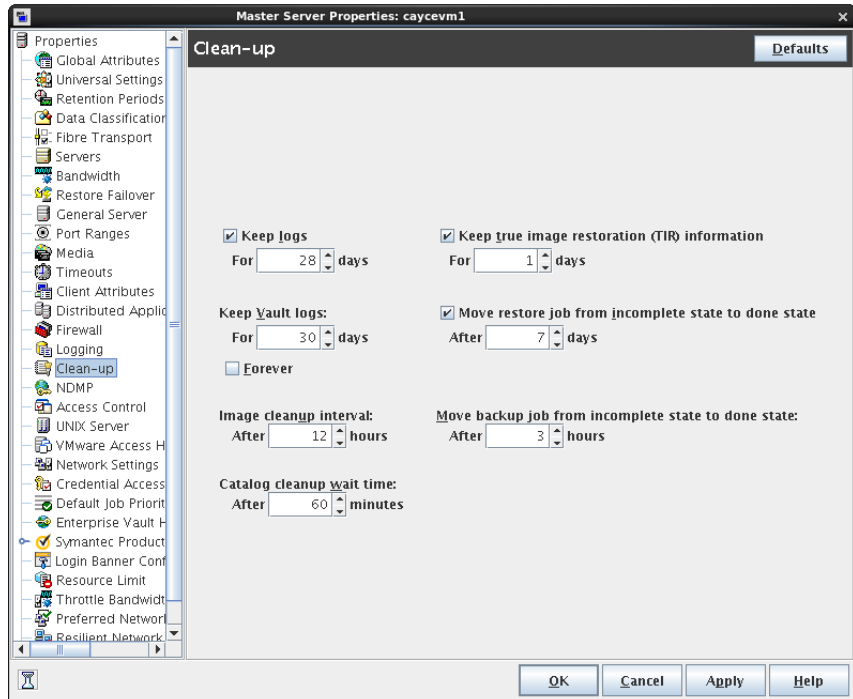 Master Server Properties: caycevm1
Properties
Global Attributes
Universal Settings
Retention Periods
Data Classification
Fibre Transport
Servers
Bandwidth
Restore Failover
General Server
Port Ranges
Media
Timeouts
Client Attributes
Distributed Applic
Firewall
Logging
Clean-up
NDMP
Access Control
UNIX Server
VMware Access H
Network Settings
Credential Access
Default Job Priorit
Enterprise Vault H
Symantec Product
Login Banner Conf
Resource Limit
Throttle Bandwidt
Preferred Networl
Resilient Network
Clean-up
Defaults
Keep logs
For 28 days
Keep true image restoration (TIR) information
For 1 days
Keep Vault logs:
For 30 days
Forever
Move restore job from incomplete state to done state
After 7 days
Image cleanup interval:
After 12 hours
Move backup job from incomplete state to done state:
After 3 hours
Catalog cleanup wait time:
After 60 minutes
OK
Cancel
Apply
Help